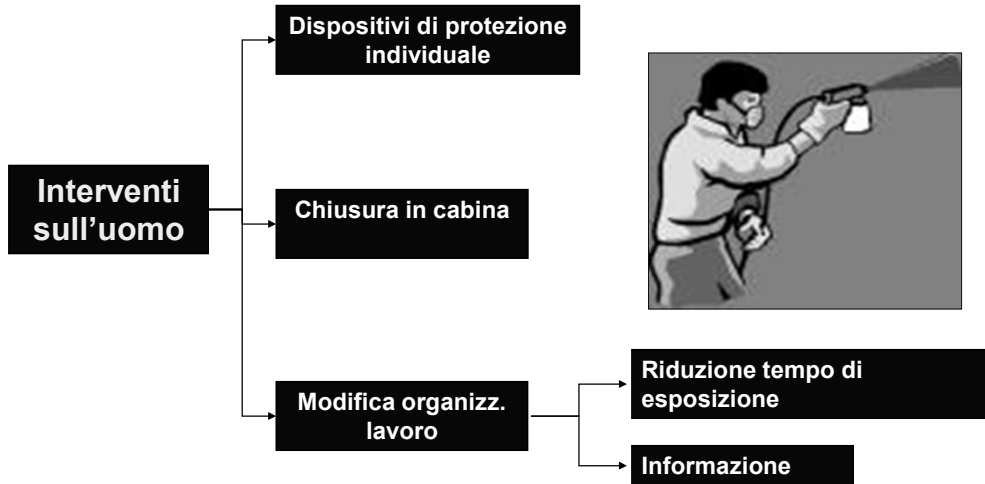 Dispositivi di protezione
individuale
Interventi
sull’uomo
Chiusura in cabina
Modifica organizz.
lavoro
Riduzione tempo di
esposizione
Informazione